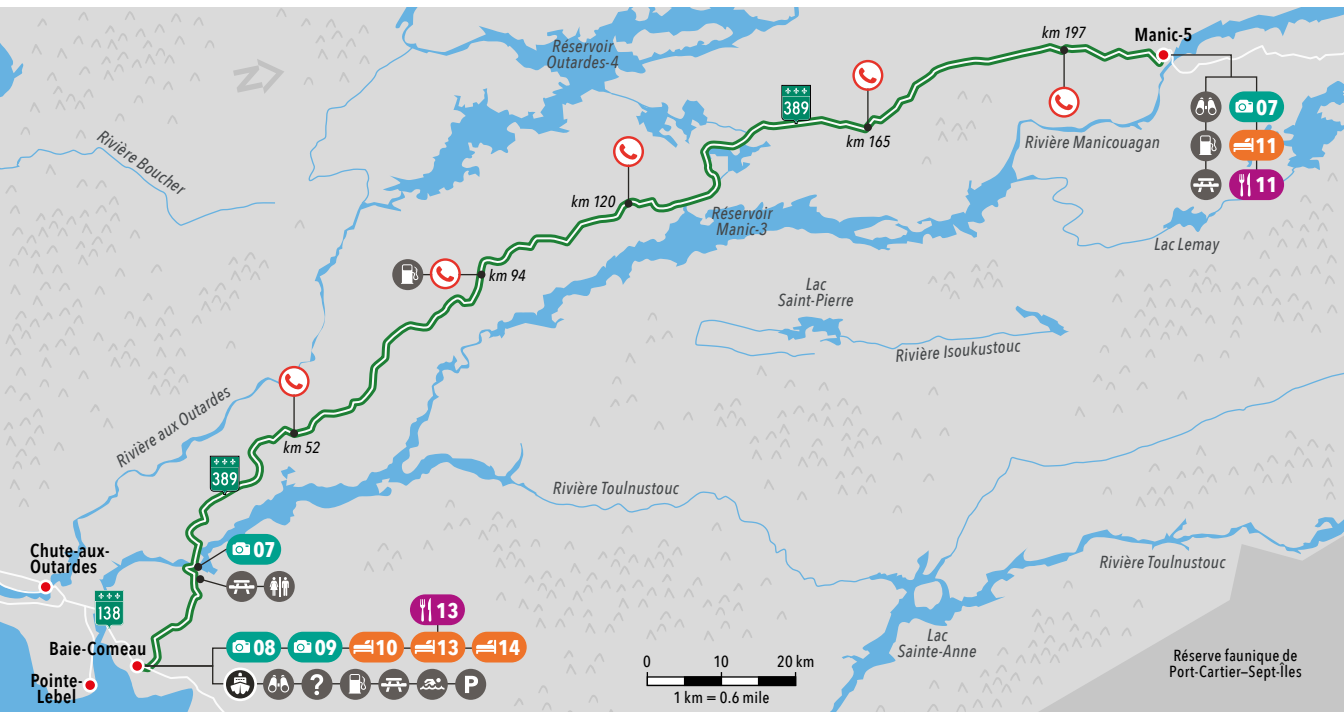 km 197
Manic-5
Réservoir
Outardes-4
389
07
km 165
Rivière Manicouagan
11
Rivière Boucher
11
km 120
Réservoir
Manic-3
Lac Lemay
km 94
Lac
Saint-Pierre
Rivière Isoukustouc
Rivière aux Outardes
km 52
389
Rivière Toulnustouc
Chute-aux-
Outardes
07
Rivière Toulnustouc
138
13
Baie-Comeau
08
09
10
13
14
Lac
Sainte-Anne
Pointe-
Lebel
?
P
0 10 20 km
1 km = 0.6 mile
Réserve faunique de
Port-Cartier–Sept-Îles